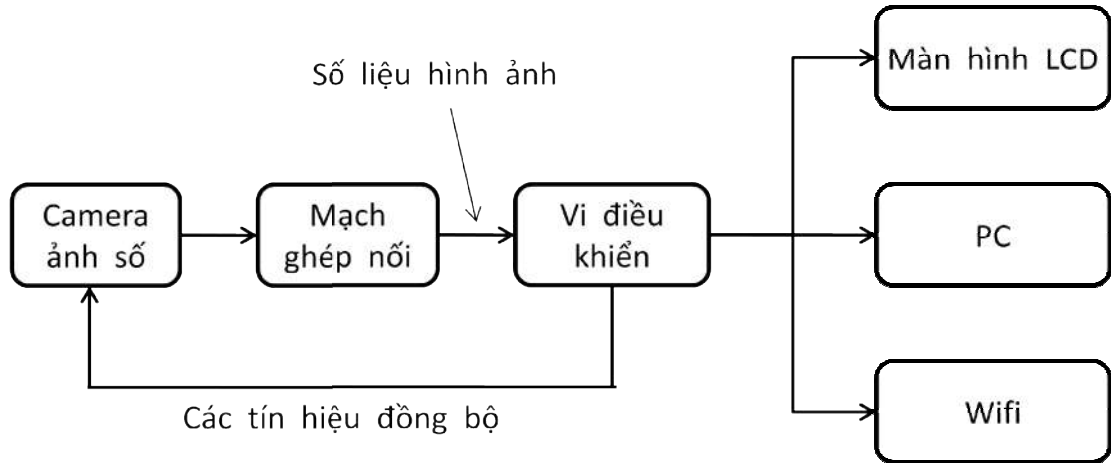 Số liệu hình ảnh
Màn hình LCD
Camera
ảnh số
Mạch
ghép nối
Vi điều
khiển
PC
Các tín hiệu đồng bộ
Wifi